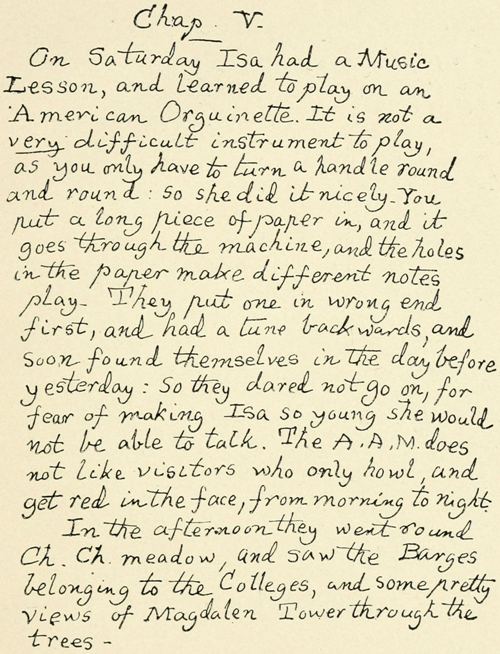 Chap. V.
On Saturday Isa had a Music
Lesson, and learned to play on an
American Orguinette. It is not a
very difficult instrument to play,
as you only have to turn a handle round
and round: so she did it nicely. You
put a long piece of paper in, and it
goes through the machine, and the holes
in the paper make different notes
play. They put one in wrong end
first, and had a tune backwards, and
soon found themselves in the day before
yesterday: so they dared not go on, for
fear of making Isa so young she would
not be able to talk. The A.A.M. does
not like visitors who only howl, and
get red in the face, from morning to night.
In the afternoon they went round
Ch. Ch. meadow, and saw the Barges
belonging to the Colleges, and some pretty
views of Magdalen Tower through the
trees -